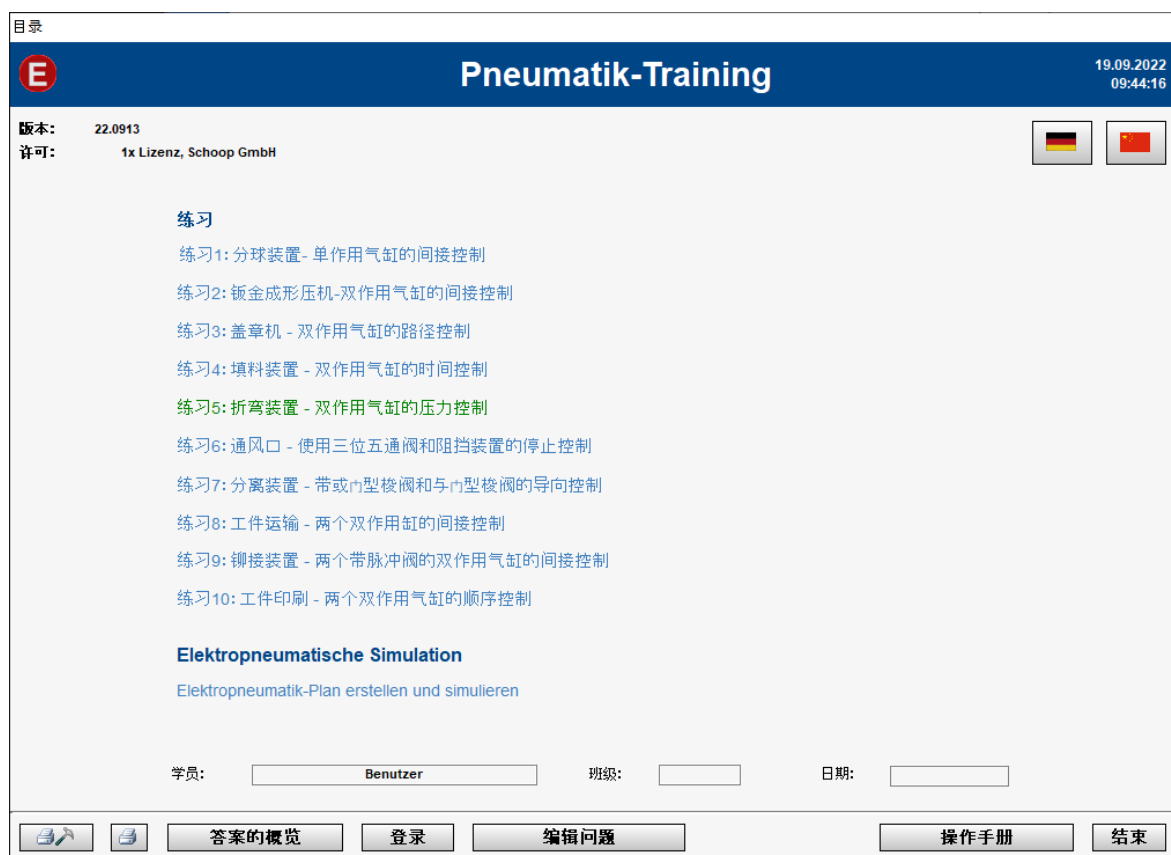 目录
E
Pneumatik-Training
19.09.2022
09:44:16
版本: 22.0913
许可: 1x Lizenz, Schoop GmbH
练习
练习1: 分球装置- 单作用气缸的间接控制
练习2: 钣金成形压机-双作用气缸的间接控制
练习3: 盖章机 - 双作用气缸的路径控制
练习4: 填料装置 - 双作用气缸的时间控制
练习5: 折弯装置 - 双作用气缸的压力控制
练习6: 通风口 - 使用三位五通阀和阻挡装置的停止控制
练习7: 分离装置 - 带或门型梭阀和与门型梭阀的导向控制
练习8: 工件运输 - 两个双作用缸的间接控制
练习9: 铆接装置 - 两个带脉冲阀的双作用气缸的间接控制
练习10: 工件印刷 - 两个双作用气缸的顺序控制
Elektropneumatische Simulation
Elektropneumatik-Plan erstellen und simulieren
学员: Benutzer 班级: 日期:
答案的概览 登录 编辑问题 操作手册 结束